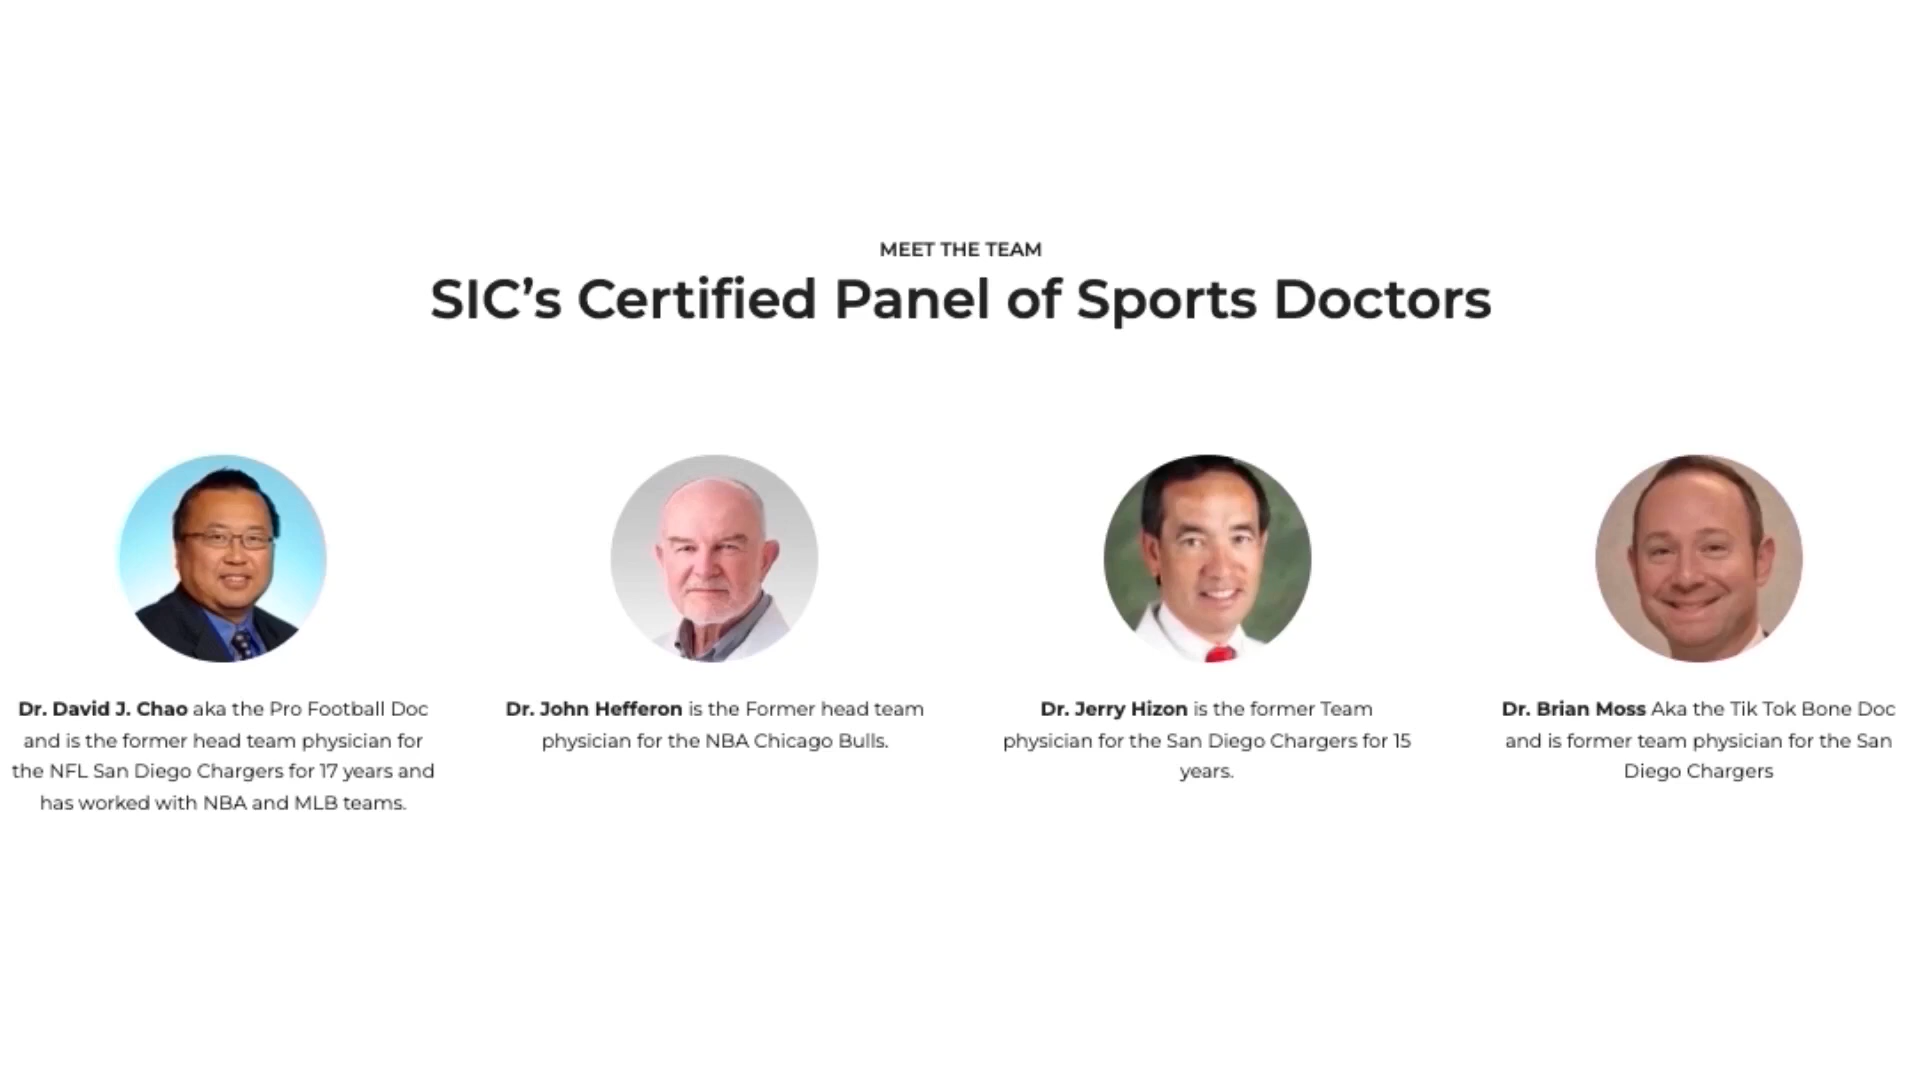 MEET THE TEAM
SIC’s Certified Panel of Sports Doctors
Dr. David J. Chao aka the Pro Football Doc
and is the former head team physician for
the NFL San Diego Chargers for 17 years and
has worked with NBA and MLB teams.
Dr. John Hefferon is the Former head team
physician for the NBA Chicago Bulls.
Dr. Jerry Hizon is the former Team
physician for the San Diego Chargers for 15
years.
Dr. Brian Moss Aka the Tik Tok Bone Doc
and is former team physician for the San
Diego Chargers